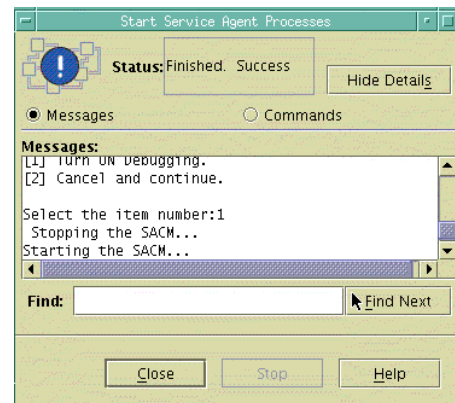 Start Service Agent Processes
Status: Finished. Success
Hide Details
Messages
Commands
Messages:
[1] Turn ON Debugging.
[2] Cancel and continue.
Select the item number:1
Stopping the SACM...
Starting the SACM...
Find:
Find Next
Close
Stop
Help